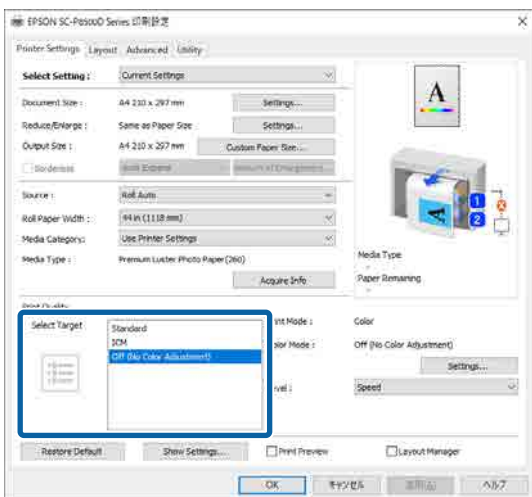 EPSON SC-P8500D Series 印刷設定
Printer Settings Layout Advanced Utility
Select Setting : Current Settings
Document Size : A4 210 x 297 mm Settings...
Reduce/Enlarge : Same as Paper Size Settings...
Output Size : A4 210 x 297 mm Custom Paper Size...
Borderless Auto Expand Amount of Enlargement...
Source : Roll Auto
Roll Paper Width : 44 in (1118 mm)
Media Category: Use Printer Settings
Media Type : Premium Luster Photo Paper (260)
Acquire Info
A
1
2
Media Type
-
Paper Remaining
-
Print Quality
Select Target
Standard
ICM
Off (No Color Adjustment)
int Mode : Color
olor Mode : Off (No Color Adjustment)
Settings...
evel : Speed
Restore Default Show Settings... Print Preview Layout Manager
OK キャンセル 適用(A) ヘルプ